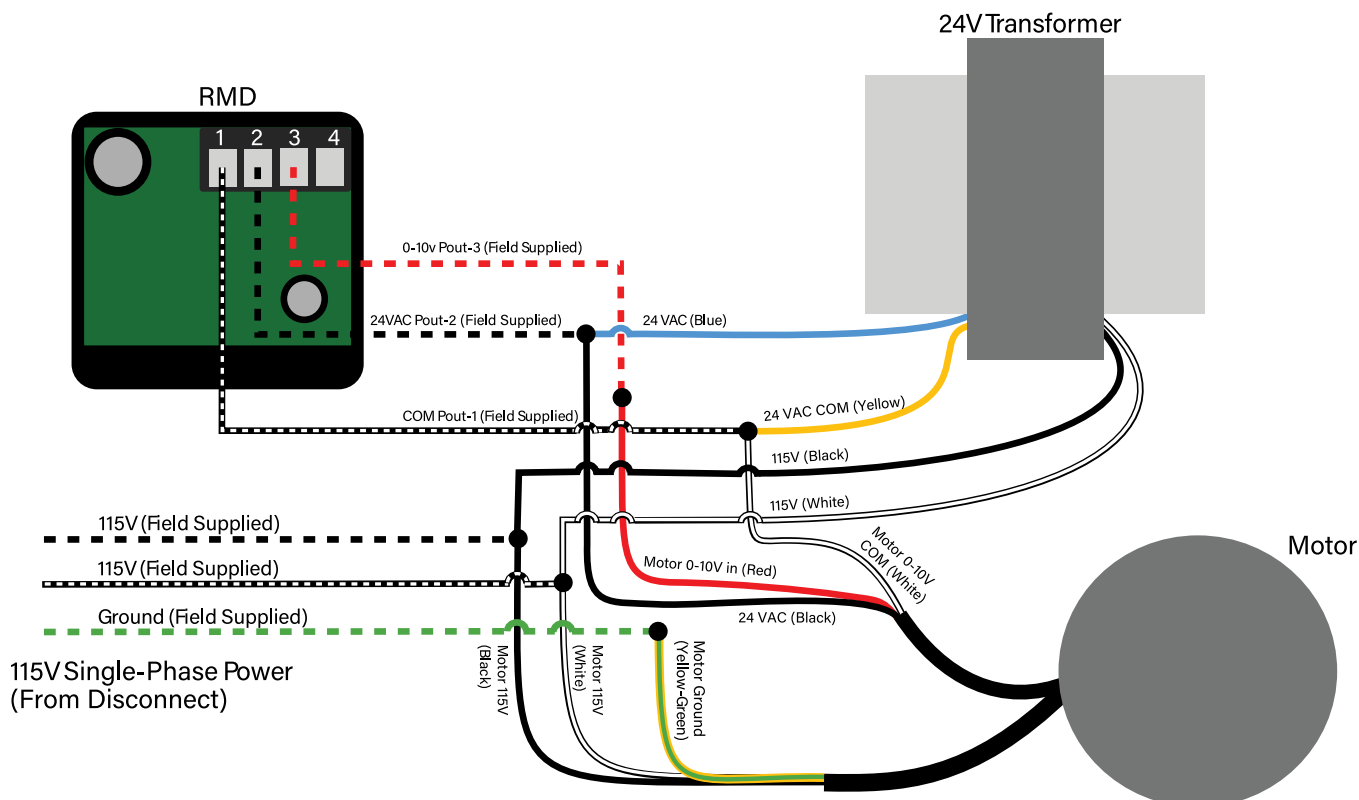 24V Transformer
RMD
1 2 3 4
0-10v Pout-3 (Field Supplied)
24VAC Pout-2 (Field Supplied)
24 VAC (Blue)
COM Pout-1 (Field Supplied)
24 VAC COM (Yellow)
115V (Black)
115V (White)
115V (Field Supplied)
115V (Field Supplied)
Ground (Field Supplied)
115V Single-Phase Power
(From Disconnect)
Motor 0-10V in (Red)
24 VAC (Black)
Motor 0-10V
COM (White)
Motor
Motor 115V
(Black)
Motor 115V
(White)
Motor Ground
(Yellow-Green)